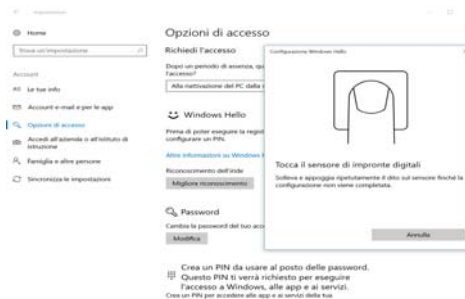 Impostazioni
Home
Trova un'impostazione
Account
Le tue info
Account e-mail e per le app
Opzioni di accesso
Accedi all'azienda o all'istituto di
istruzione
Famiglia e altre persone
Sincronizza le impostazioni
Opzioni di accesso
Richiedi l'accesso
Dopo un periodo di assenza, qu
l'accesso?
Alla riattivazione del PC dalla
Windows Hello
Prima di poter eseguire la regist
configurare un PIN.
Altre informazioni su Windows H
Riconoscimento dell'iride
Migliora riconoscimento
Password
Cambia la password del tuo acc
Modifica
Crea un PIN da usare al posto delle password.
Questo PIN ti verrà richiesto per eseguire
l'accesso a Windows, alle app e ai servizi.
Crea un PIN per accedere alle app e ai servizi della tua
Configurazione Windows Hello
Tocca il sensore di impronte digitali
Solleva e appoggia ripetutamente il dito sul sensore finché la
configurazione non viene completata.
Annulla